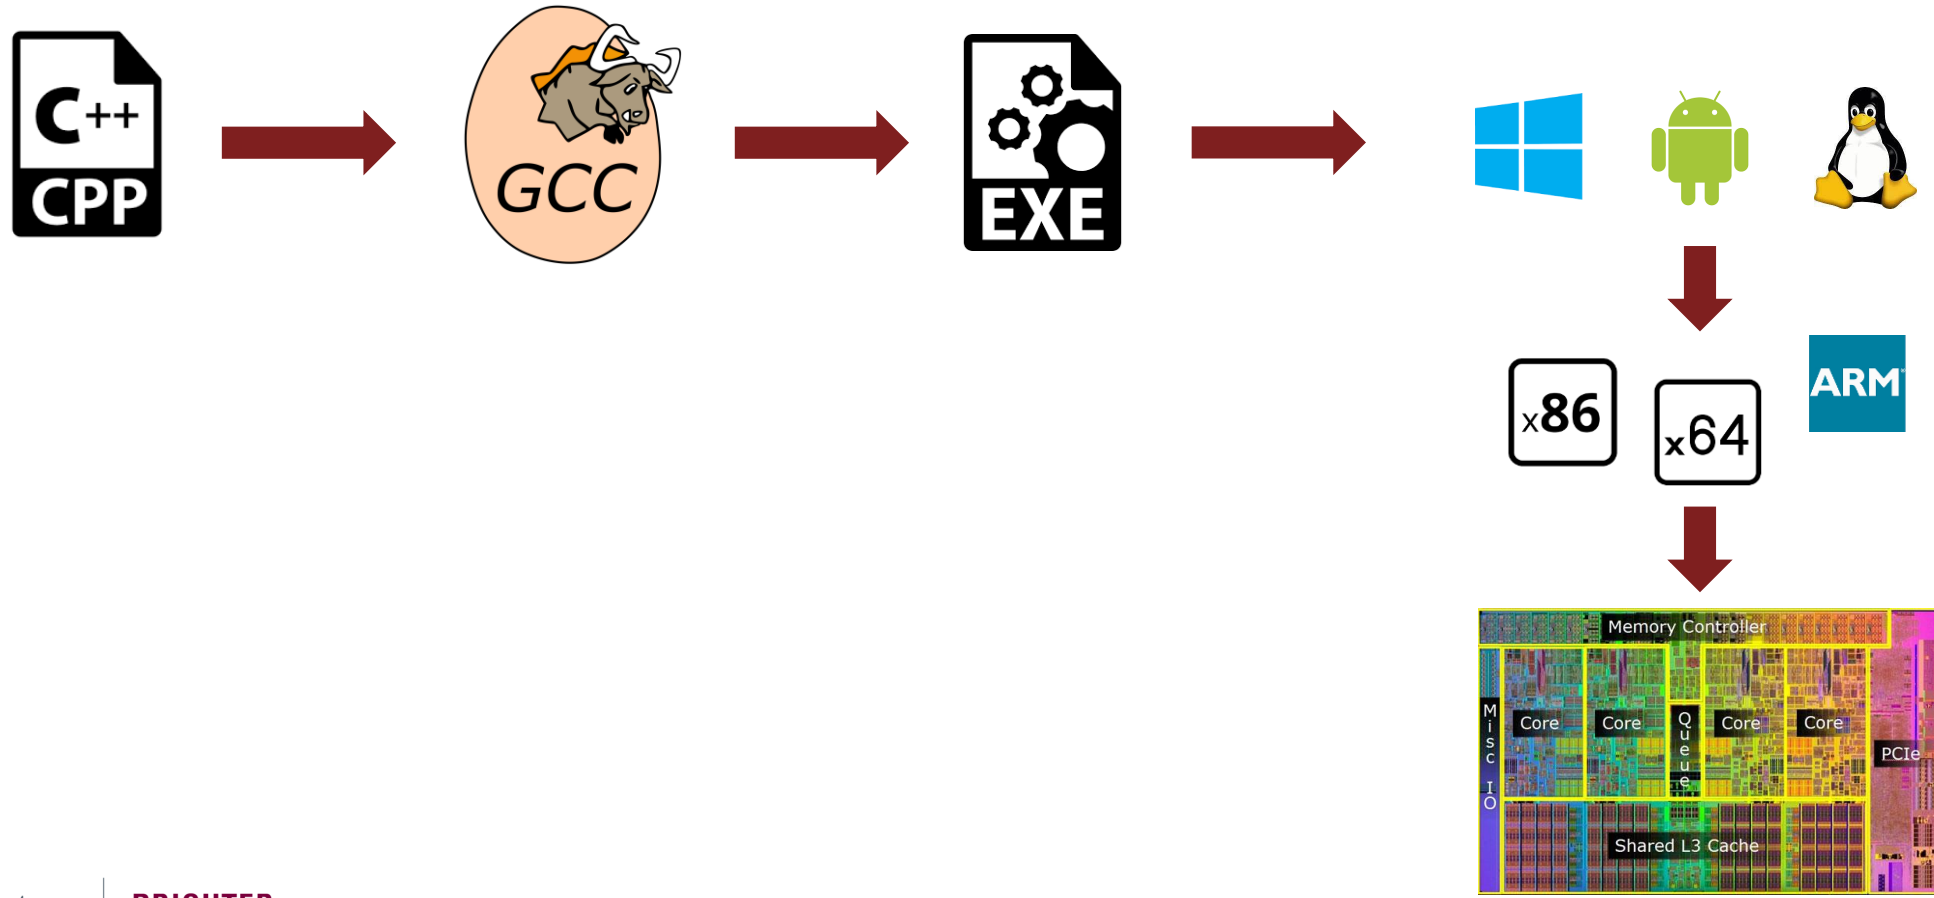 C++
CPP
GCC
EXE
x86
x64
ARM
Memory Controller
Misc IO
Core
Core
Queue
Core
Core
PCIe
Shared L3 Cache